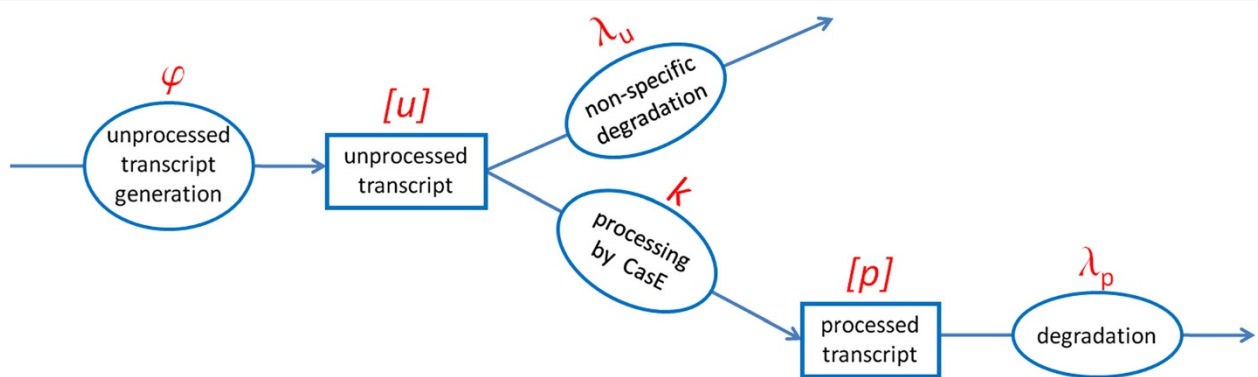 φ
unprocessed
transcript
generation
[u]
unprocessed
transcript
λu
non-specific
degradation
k
processing
by CasE
[p]
processed
transcript
λp
degradation